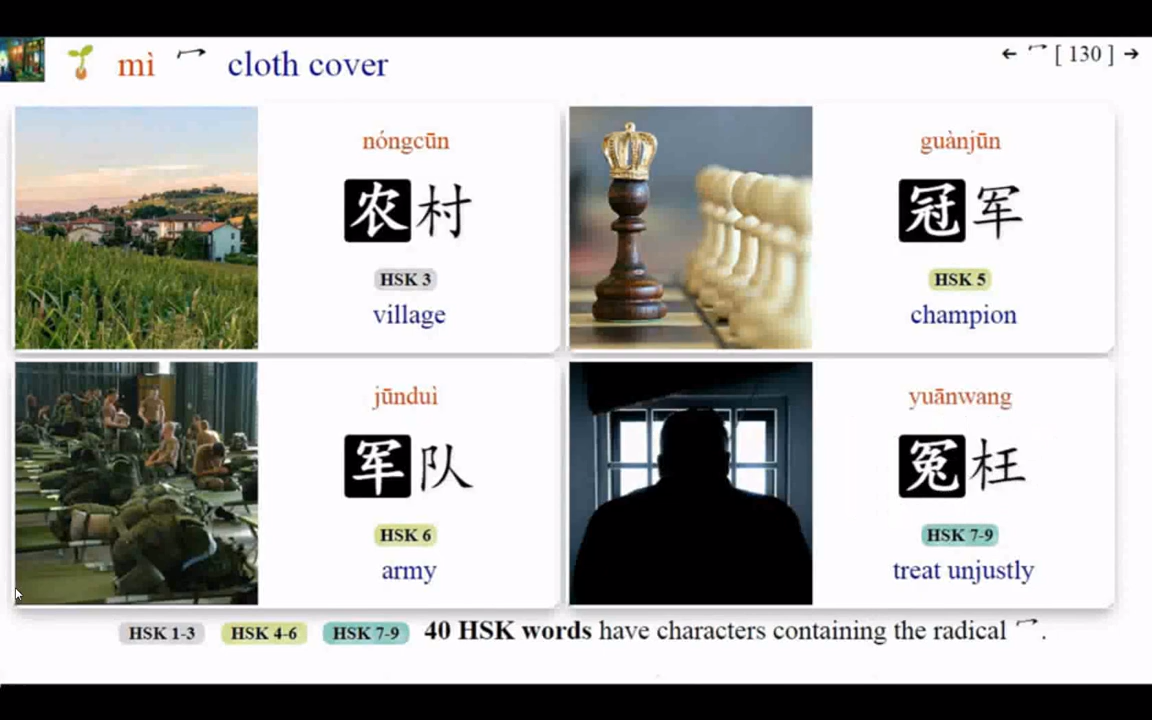 mì 冖 cloth cover
← 冖 [ 130 ] →
nóngcūn
农村
HSK 3
village
guànjūn
冠军
HSK 5
champion
jūnduì
军队
HSK 6
army
yuānwang
冤枉
HSK 7-9
treat unjustly
HSK 1-3 HSK 4-6 HSK 7-9 40 HSK words have characters containing the radical 冖.